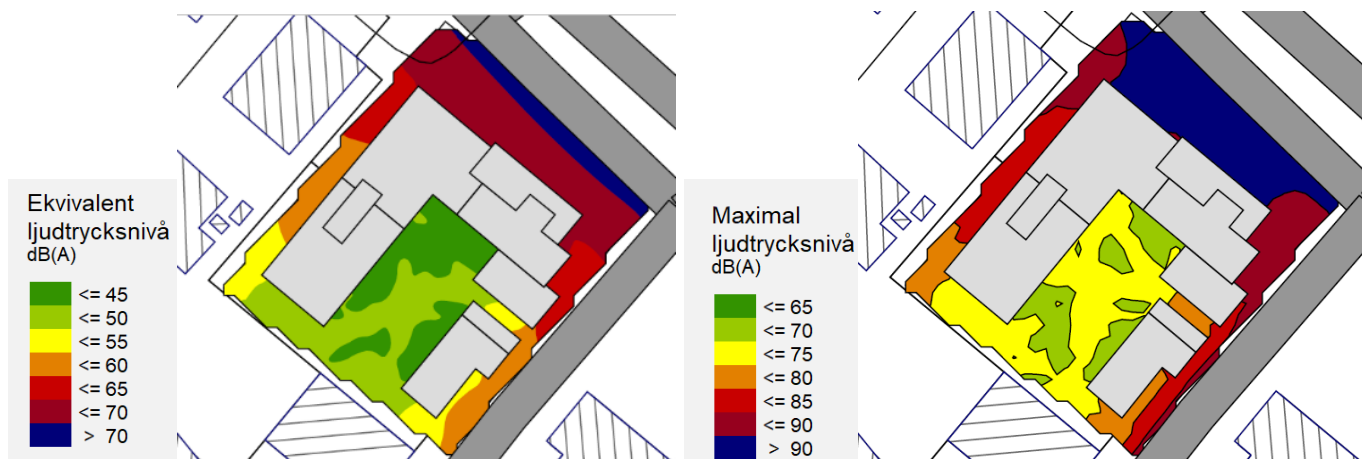 Ekvivalent
ljudtrycksnivå
dB(A)
<= 45
<= 50
<= 55
<= 60
<= 65
<= 70
> 70
Maximal
ljudtrycksnivå
dB(A)
<= 65
<= 70
<= 75
<= 80
<= 85
<= 90
> 90